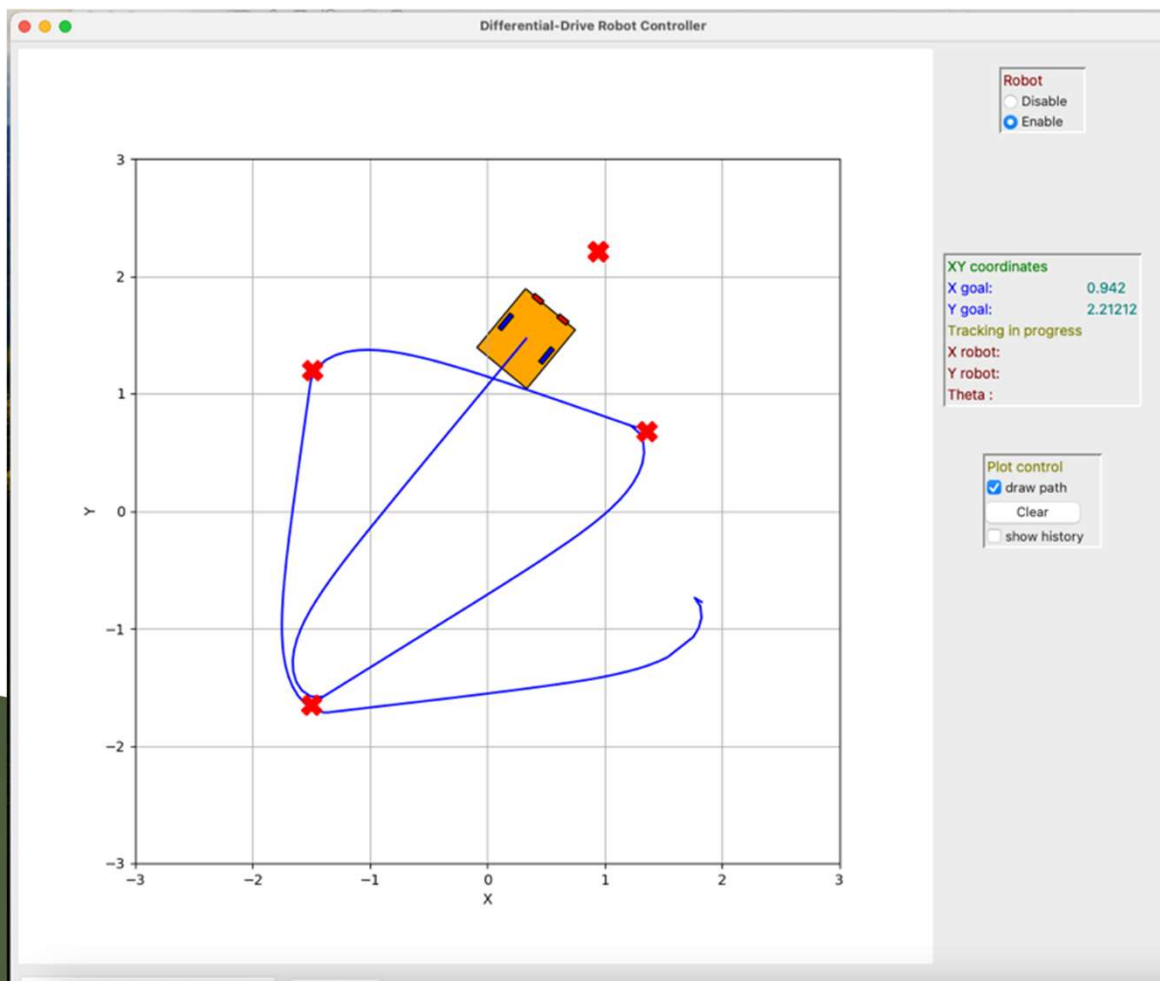 Differential-Drive Robot Controller
Robot
Disable
Enable
3
2
1
0
−1
−2
−3
Y
−3 −2 −1 0 1 2 3
X
XY coordinates
X goal: 0.942
Y goal: 2.21212
Tracking in progress
X robot:
Y robot:
Theta :
Plot control
draw path
Clear
show history